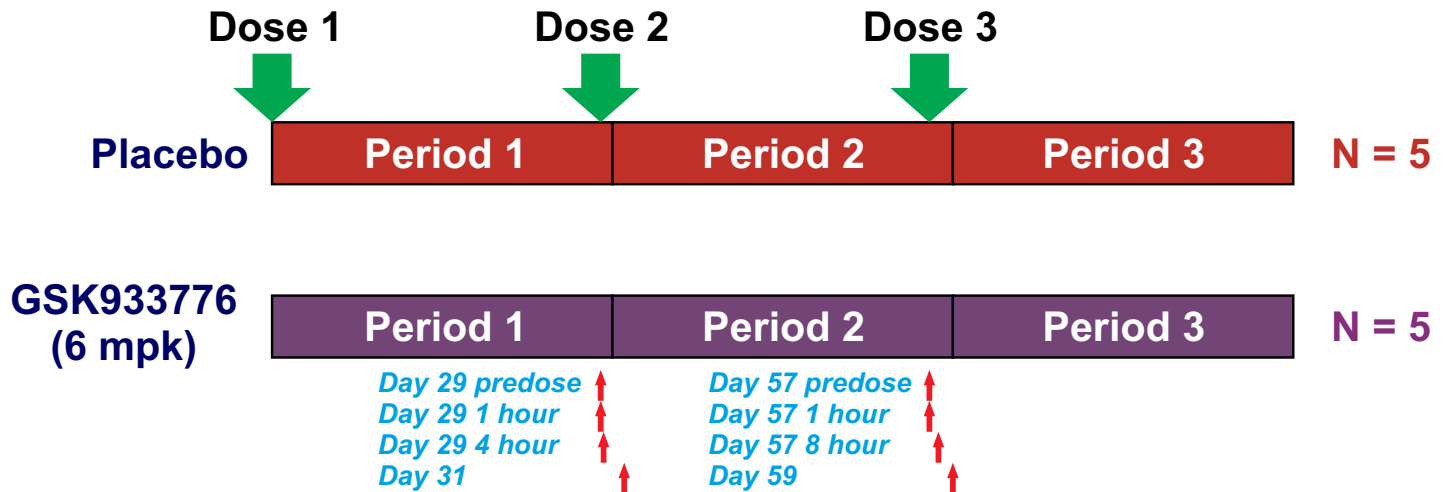 Dose 1 Dose 2 Dose 3
Placebo Period 1 Period 2 Period 3 N = 5
GSK933776
(6 mpk) Period 1 Period 2 Period 3 N = 5
Day 29 predose Day 57 predose
Day 29 1 hour Day 57 1 hour
Day 29 4 hour Day 57 8 hour
Day 31 Day 59